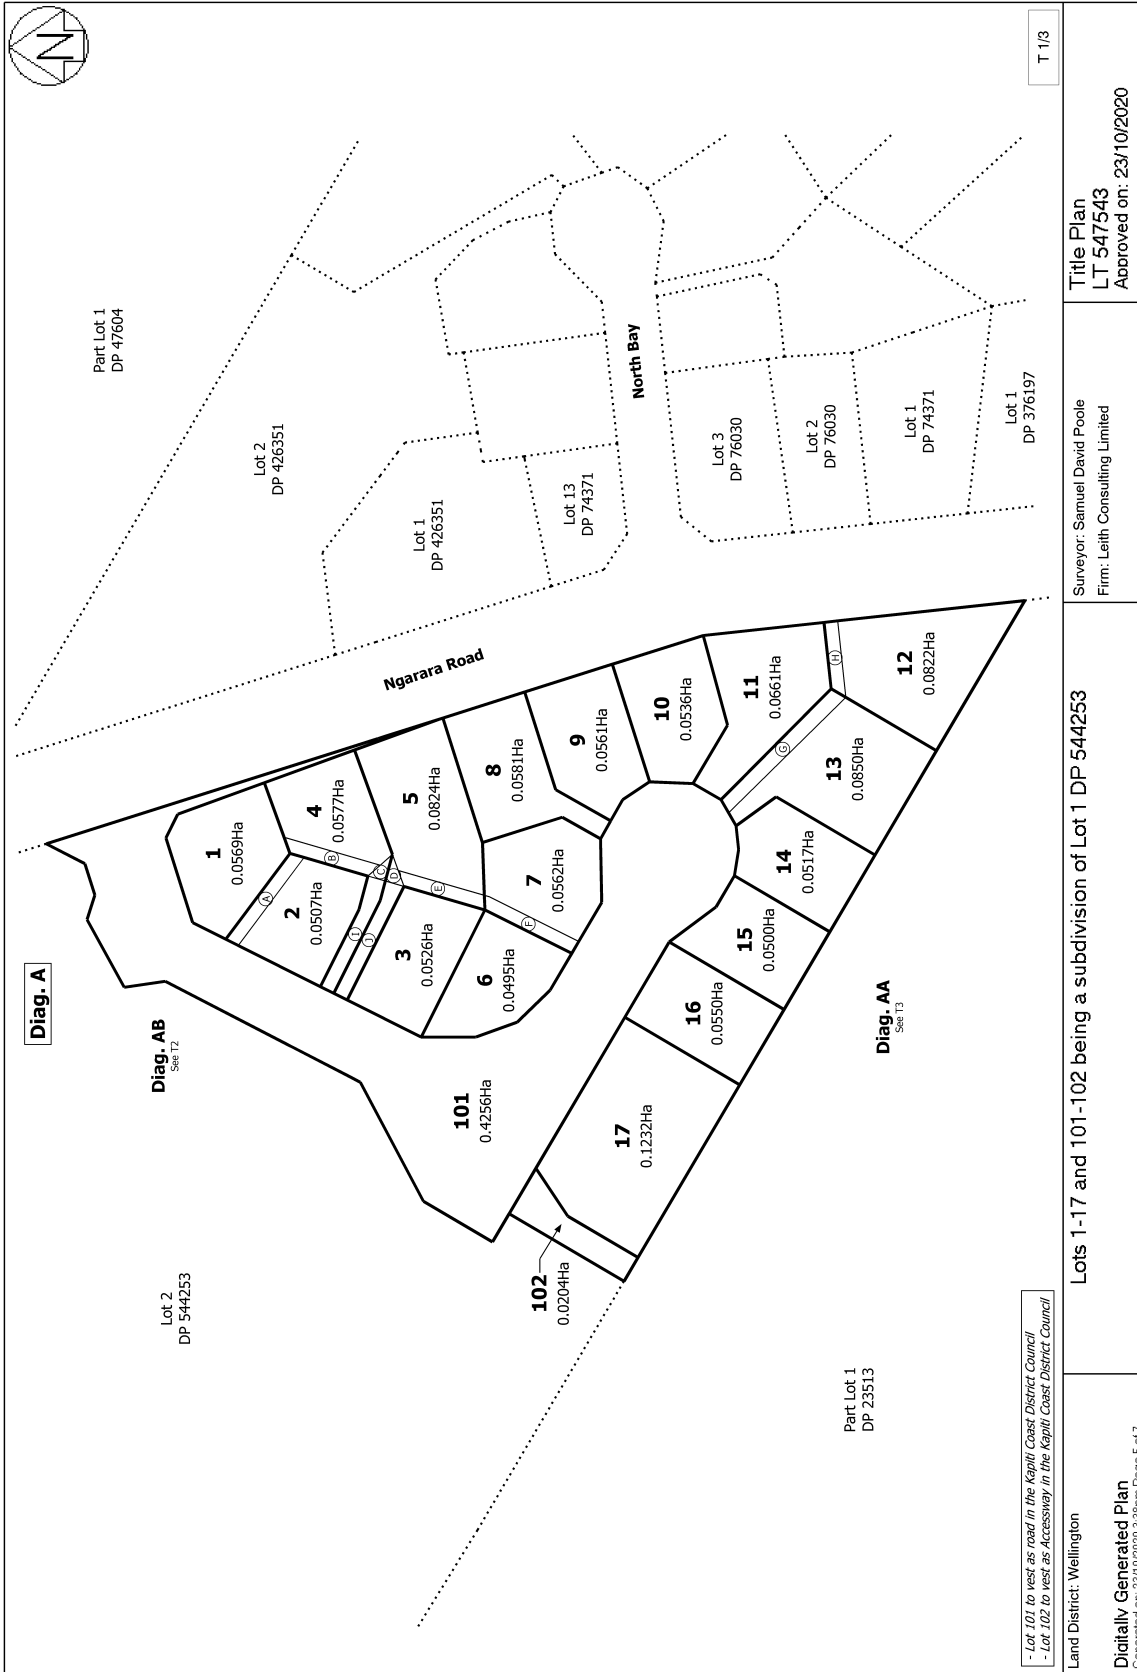 N
T 1/3
Diag. A
Part Lot 1
DP 47604
Lot 2
DP 426351
Lot 1
DP 426351
Lot 13
DP 74371
North Bay
Lot 3
DP 76030
Lot 2
DP 76030
Lot 1
DP 74371
Lot 1
DP 376197
Ngarara Road
Diag. AB
See T2
Diag. AA
See T3
Lot 2
DP 544253
Part Lot 1
DP 23513
1
0.0569Ha
2
0.0507Ha
3
0.0526Ha
4
0.0577Ha
5
0.0824Ha
6
0.0495Ha
7
0.0562Ha
8
0.0581Ha
9
0.0561Ha
10
0.0536Ha
11
0.0661Ha
12
0.0822Ha
13
0.0850Ha
14
0.0517Ha
15
0.0500Ha
16
0.0550Ha
17
0.1232Ha
101
0.4256Ha
102
0.0204Ha
A
B
C
D
E
F
G
H
I
J
- Lot 101 to vest as road in the Kapiti Coast District Council
- Lot 102 to vest as Accessway in the Kapiti Coast District Council
Land District: Wellington
Digitally Generated Plan
Lots 1-17 and 101-102 being a subdivision of Lot 1 DP 544253
Surveyor: Samuel David Poole
Firm: Leith Consulting Limited
Title Plan
LT 547543
Approved on: 23/10/2020